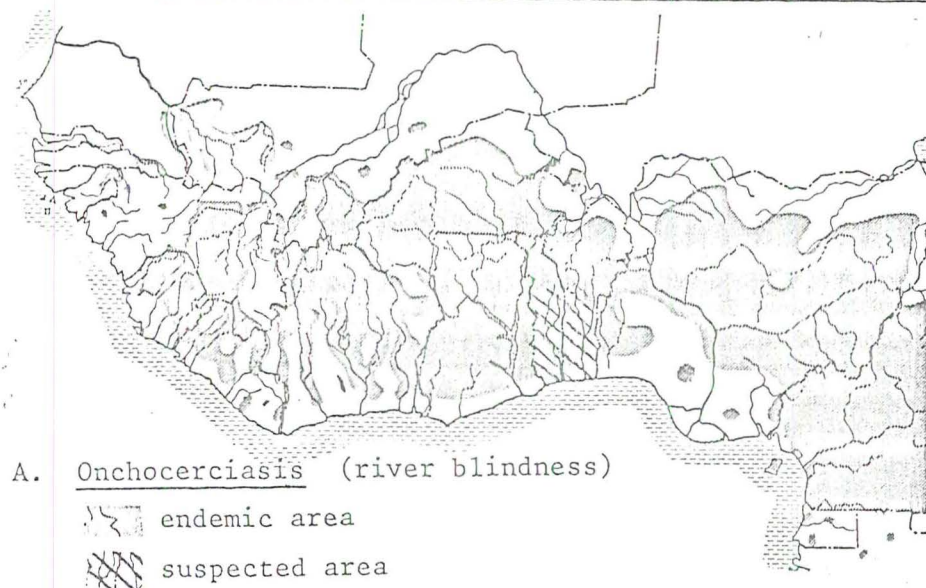 A. Onchocerciasis (river blindness)
endemic area
suspected area